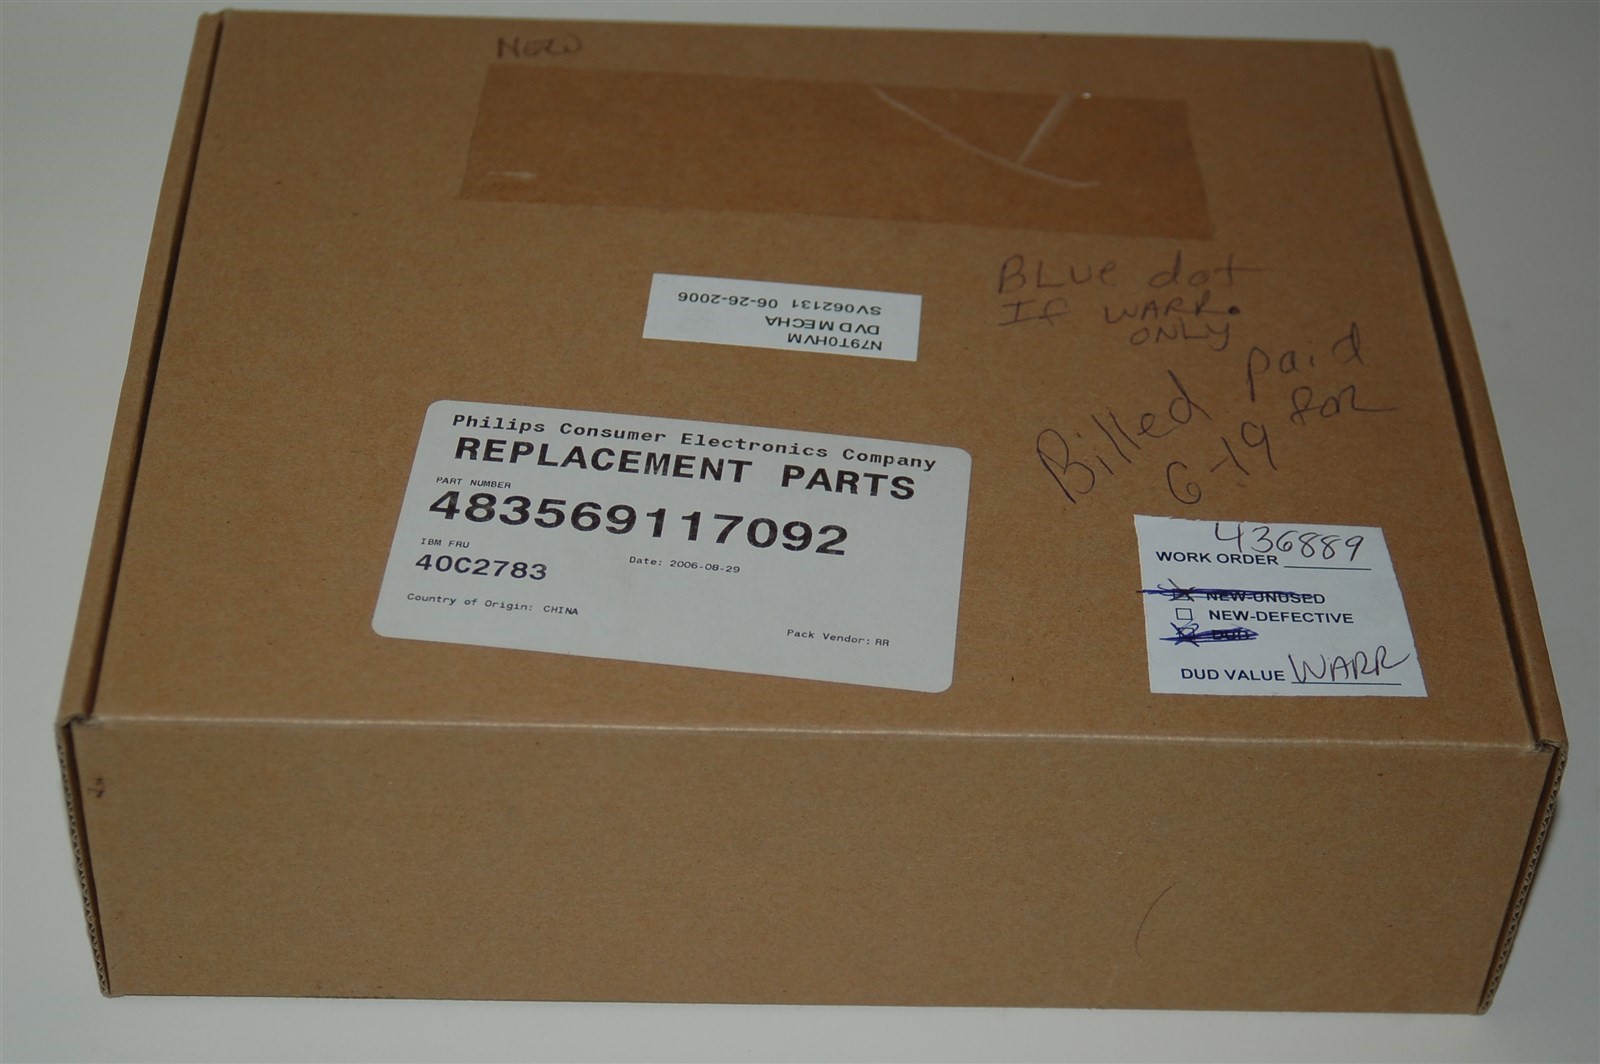 NEW
BLUE dot
If WARR.
ONLY
N79T0HVM
DVD MECHA
SV062131 06-26-2006
Billed paid
6-19 for
Philips Consumer Electronics Company
REPLACEMENT PARTS
PART NUMBER
483569117092
IBM FRU
40C2783
Date: 2006-08-29
Country of Origin: CHINA
Pack Vendor: RR
436889
WORK ORDER
NEW-UNUSED
NEW-DEFECTIVE
DUD
DUD VALUE WARR